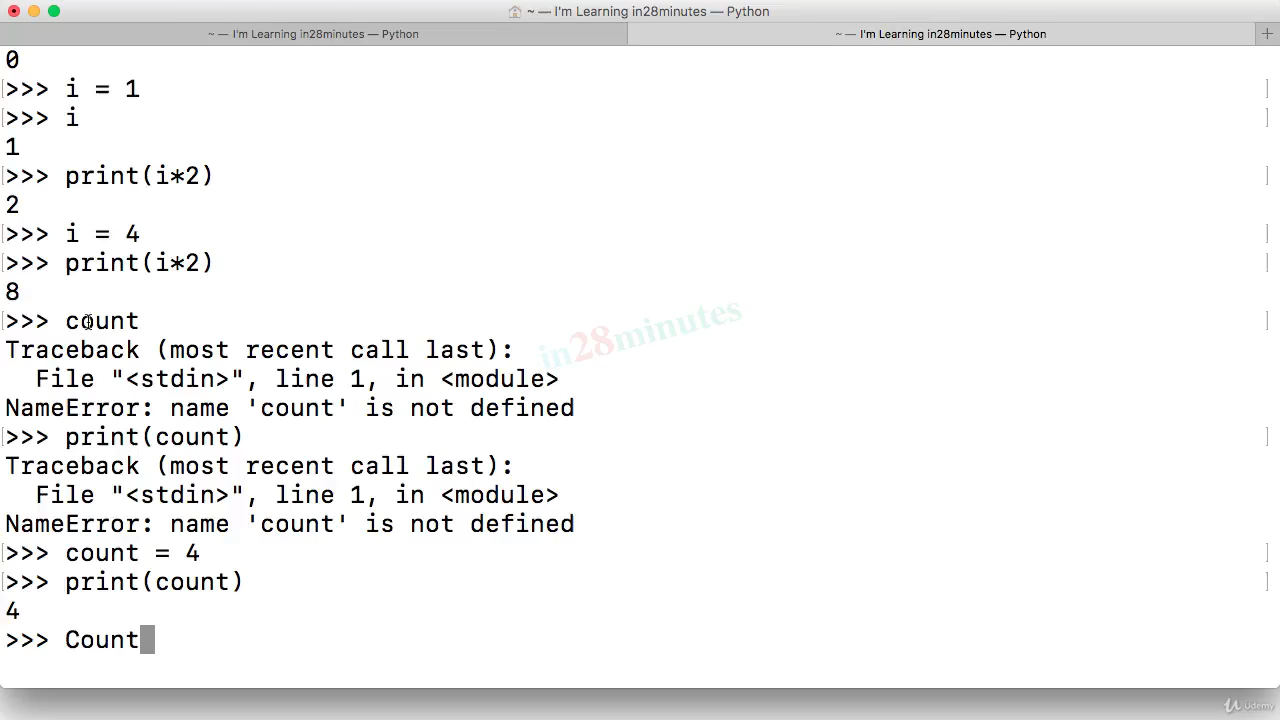 ~ — I'm Learning in28minutes — Python
~ — I'm Learning in28minutes — Python
~ — I'm Learning in28minutes — Python
+
0
>>> i = 1
>>> i
1
>>> print(i*2)
2
>>> i = 4
>>> print(i*2)
8
>>> count
Traceback (most recent call last):
  File "<stdin>", line 1, in <module>
NameError: name 'count' is not defined
>>> print(count)
Traceback (most recent call last):
  File "<stdin>", line 1, in <module>
NameError: name 'count' is not defined
>>> count = 4
>>> print(count)
4
>>> Count
in28minutes
Udemy